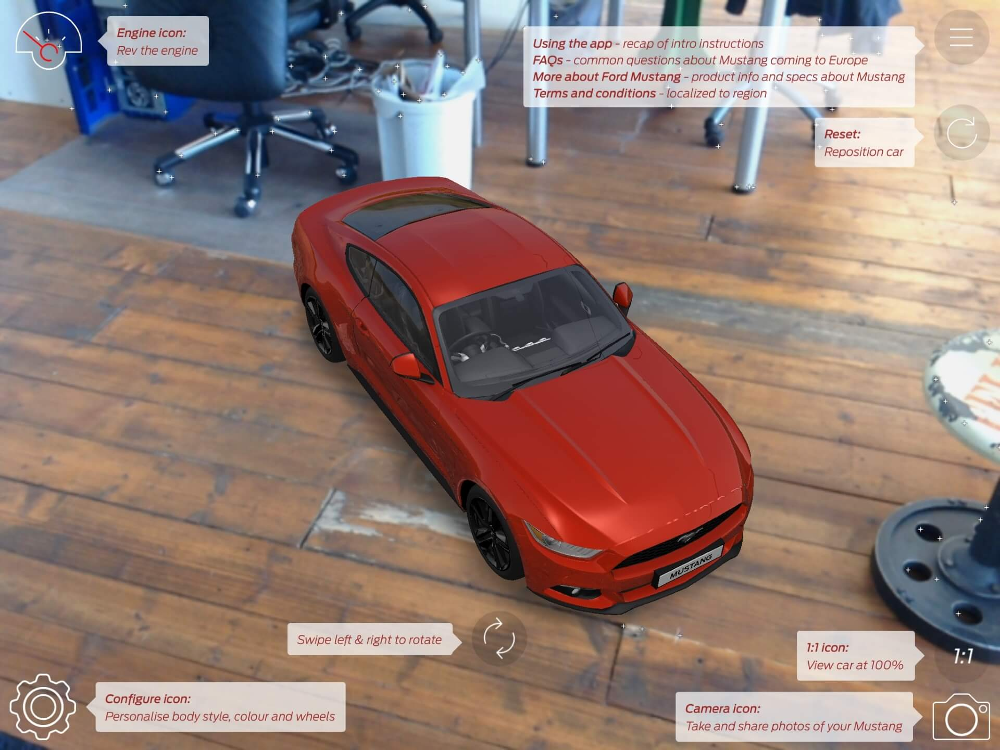 Engine icon:
Rev the engine
Using the app - recap of intro instructions
FAQs - common questions about Mustang coming to Europe
More about Ford Mustang - product info and specs about Mustang
Terms and conditions - localized to region
Reset:
Reposition car
MUSTANG
Swipe left & right to rotate
1:1 icon:
View car at 100%
1:1
Configure icon:
Personalise body style, colour and wheels
Camera icon:
Take and share photos of your Mustang